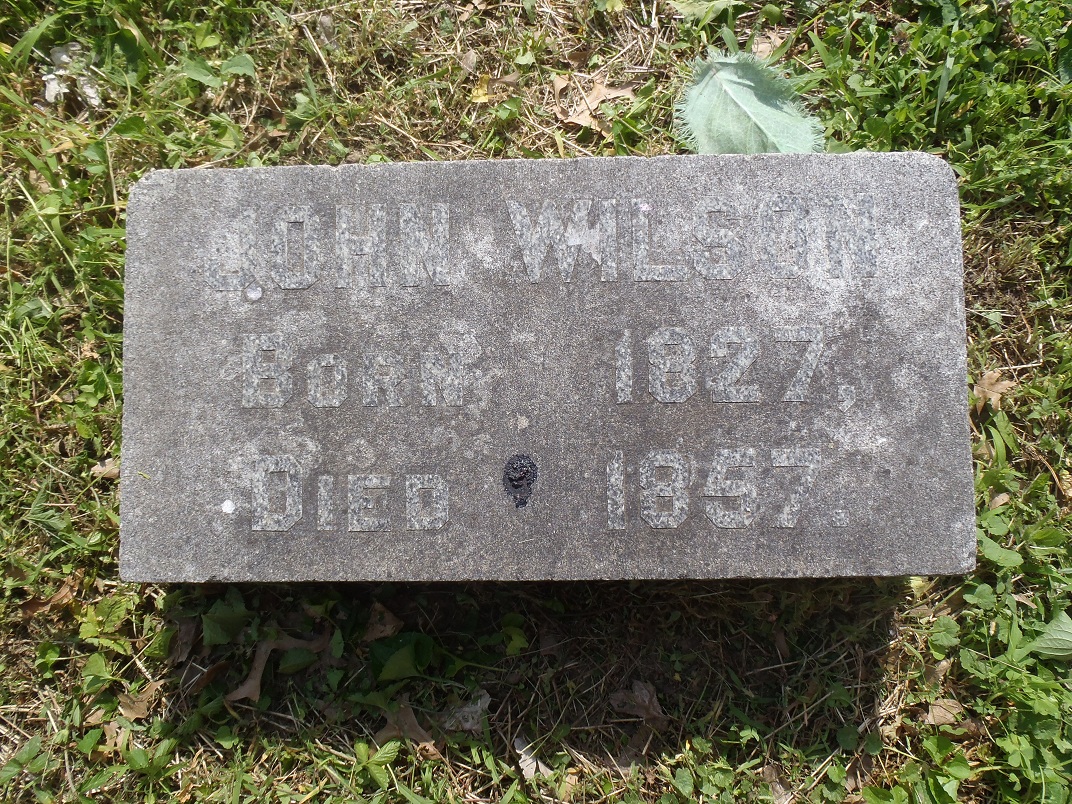 JOHN WILSON
BORN 1827,
DIED 1857.